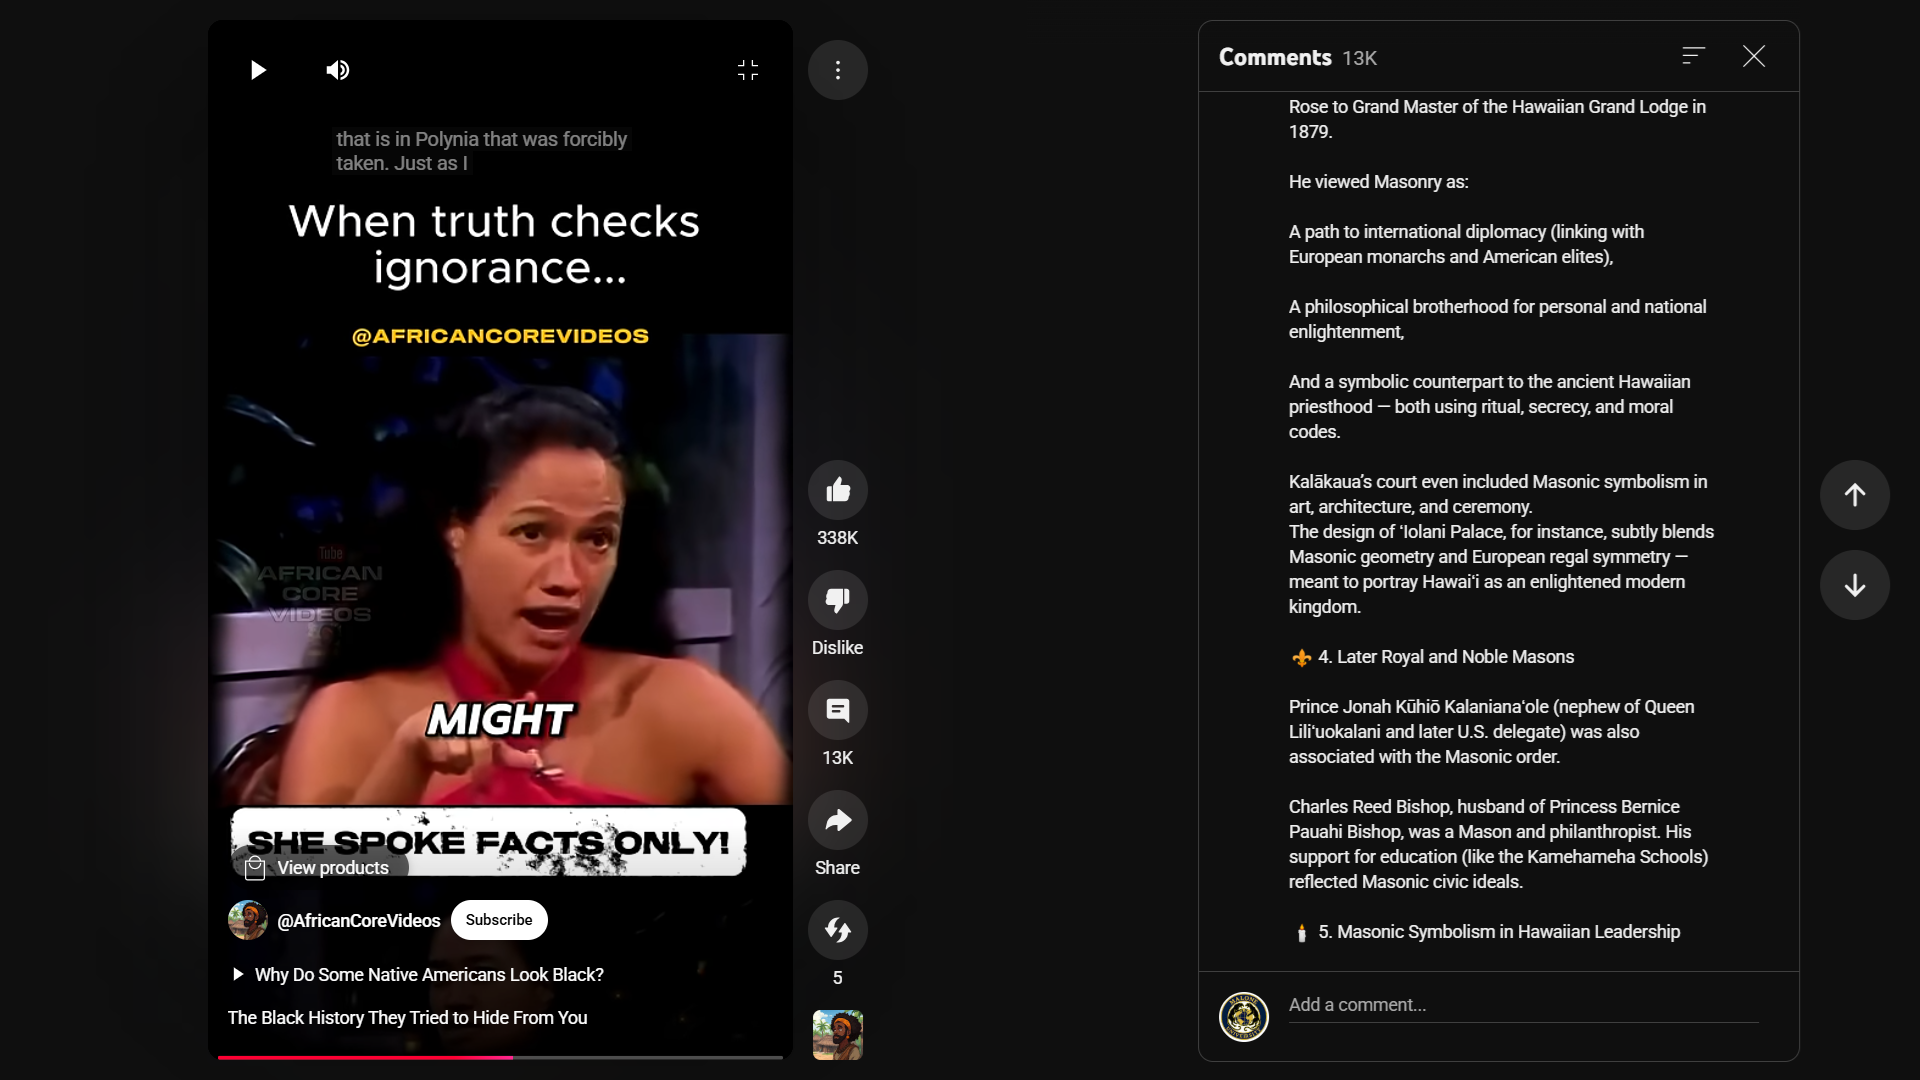 that is in Polynia that was forcibly
taken. Just as I
When truth checks
ignorance...
@AFRICANCOREVIDEOS
Tube
AFRICAN
CORE
VIDEOS
MIGHT
SHE SPOKE FACTS ONLY!
View products
@AfricanCoreVideos
Subscribe
Why Do Some Native Americans Look Black?
The Black History They Tried to Hide From You
338K
Dislike
13K
Share
5
Comments 13K
Rose to Grand Master of the Hawaiian Grand Lodge in
1879.
He viewed Masonry as:
A path to international diplomacy (linking with
European monarchs and American elites),
A philosophical brotherhood for personal and national
enlightenment,
And a symbolic counterpart to the ancient Hawaiian
priesthood — both using ritual, secrecy, and moral
codes.
Kalākaua’s court even included Masonic symbolism in
art, architecture, and ceremony.
The design of ʻIolani Palace, for instance, subtly blends
Masonic geometry and European regal symmetry —
meant to portray Hawaiʻi as an enlightened modern
kingdom.
⚜️ 4. Later Royal and Noble Masons
Prince Jonah Kūhiō Kalanianaʻole (nephew of Queen
Liliʻuokalani and later U.S. delegate) was also
associated with the Masonic order.
Charles Reed Bishop, husband of Princess Bernice
Pauahi Bishop, was a Mason and philanthropist. His
support for education (like the Kamehameha Schools)
reflected Masonic civic ideals.
🕯️ 5. Masonic Symbolism in Hawaiian Leadership
Add a comment...